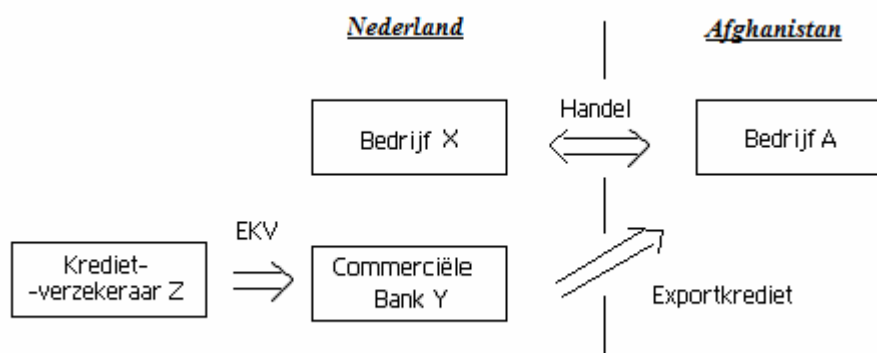 Nederland
Afghanistan
Bedrijf X
Handel
Bedrijf A
EKV
Krediet-
-verzekeraar Z
Commerciële
Bank Y
Exportkrediet